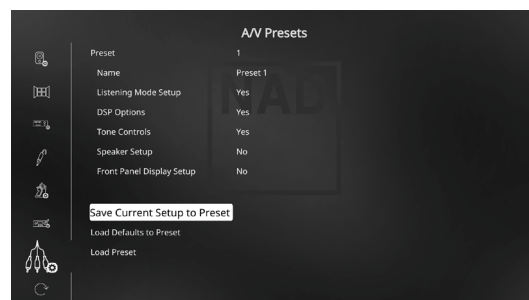 A/V Presets
Preset 1
Name Preset 1
Listening Mode Setup Yes
DSP Options Yes
Tone Controls Yes
Speaker Setup No
Front Panel Display Setup No
Save Current Setup to Preset
Load Defaults to Preset
Load Preset
NAD